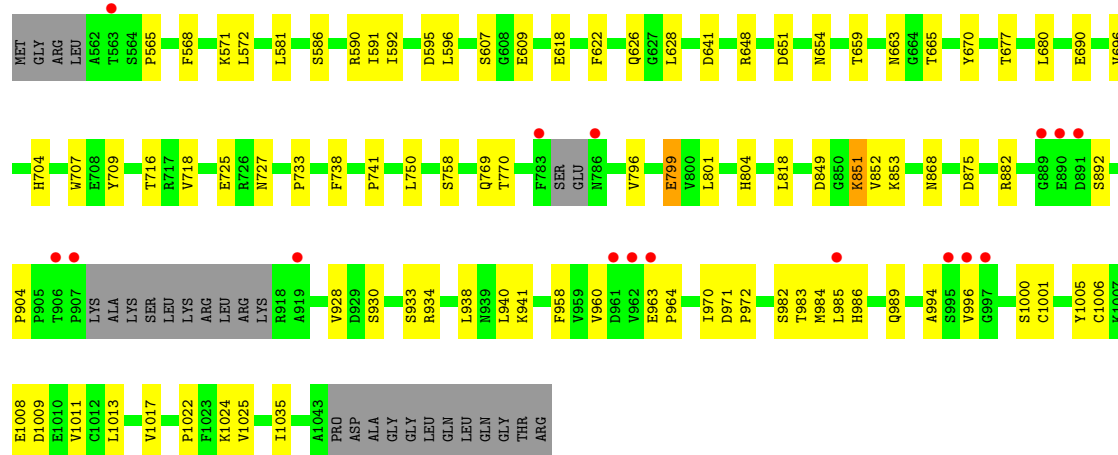 MET GLY ARG LEU A562 T563 S564 P565 F568 K571 L572 L581 S586 R590 I591 I592 D595 L596 S607 G608 E609 E618 F622 Q626 G627 L628 D641 R648 D651 N654 T659 N663 G664 T665 Y670 T677 L680 E690 V696
H704 W707 E708 Y709 T716 R717 V718 E725 R726 N727 P733 F738 P741 L750 S758 Q769 T770 F783 SER GLU N786 V796 E799 V800 L801 H804 L818 D849 G850 K851 V852 K853 N868 D875 R882 G889 E890 D891 S892
P904 P905 T906 P907 LYS ALA LYS SER LEU LYS ARG LEU ARG LYS R918 A919 V928 D929 S930 S933 R934 L938 N939 L940 K941 F958 V959 V960 D961 V962 E963 P964 I970 D971 P972 S982 T983 M984 L985 H986 Q989 A994 S995 V996 G997 S1000 C1001 Y1005 C1006 K1007
E1008 D1009 E1010 V1011 C1012 L1013 V1017 P1022 F1023 K1024 V1025 I1035 A1043 PRO ASP ALA GLY GLY LEU GLN LEU GLN GLY THR ARG